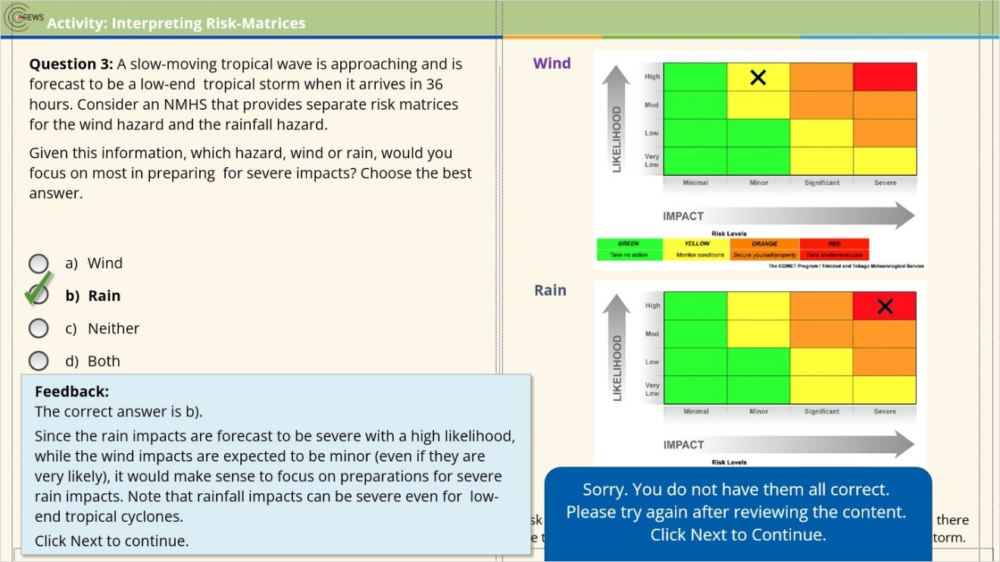 CREWS
Activity: Interpreting Risk-Matrices
Question 3: A slow-moving tropical wave is approaching and is
forecast to be a low-end tropical storm when it arrives in 36
hours. Consider an NMHS that provides separate risk matrices
for the wind hazard and the rainfall hazard.
Given this information, which hazard, wind or rain, would you
focus on most in preparing for severe impacts? Choose the best
answer.
a) Wind
b) Rain
c) Neither
d) Both
Feedback:
The correct answer is b).
Since the rain impacts are forecast to be severe with a high likelihood,
while the wind impacts are expected to be minor (even if they are
very likely), it would make sense to focus on preparations for severe
rain impacts. Note that rainfall impacts can be severe even for low-
end tropical cyclones.
Click Next to continue.
Wind
LIKELIHOOD
High
Med
Low
Very
Low
Minimal Minor Significant Severe
IMPACT
Risk Levels
GREEN YELLOW ORANGE RED
Take no action Monitor conditions Secure yourself/property Take shelter/evacuate
The COMET Program / Trinidad and Tobago Meteorological Service
Rain
LIKELIHOOD
High
Med
Low
Very
Low
Minimal Minor Significant Severe
IMPACT
Risk Levels
Sorry. You do not have them all correct.
Please try again after reviewing the content.
Click Next to Continue.
there